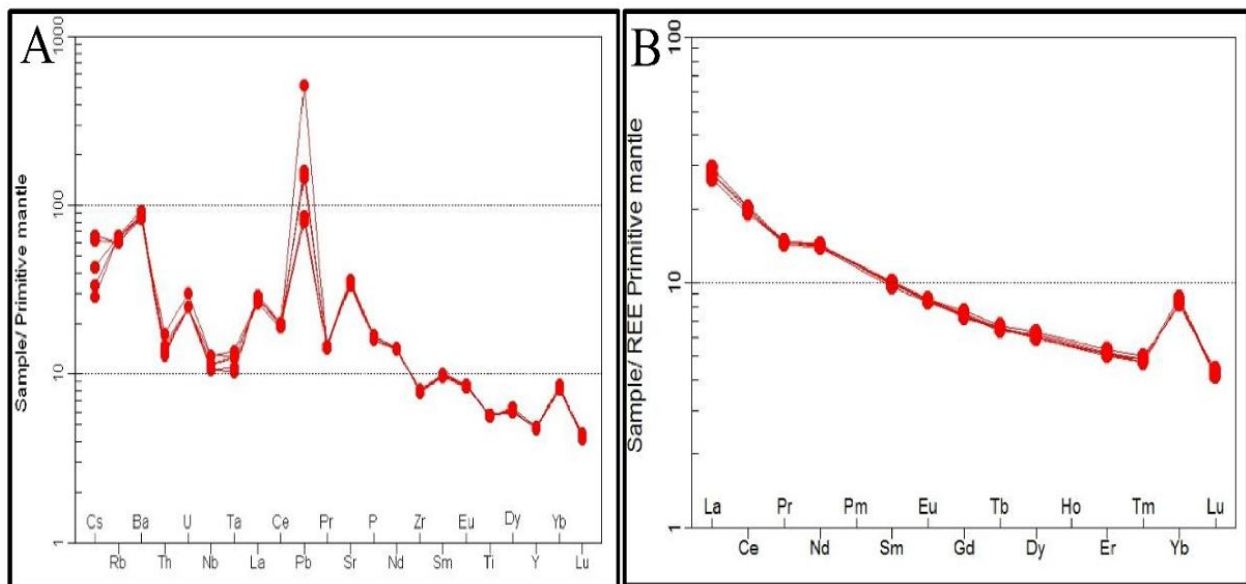 A
Sample/ Primitive mantle
1000
100
10
1
Cs Ba U Ta Ce Pr P Zr Eu Dy Yb
Rb Th Nb La Pb Sr Nd Sm Ti Y Lu
B
Sample/ REE Primitive mantle
100
10
1
La Pr Pm Eu Tb Ho Tm Lu
Ce Nd Sm Gd Dy Er Yb